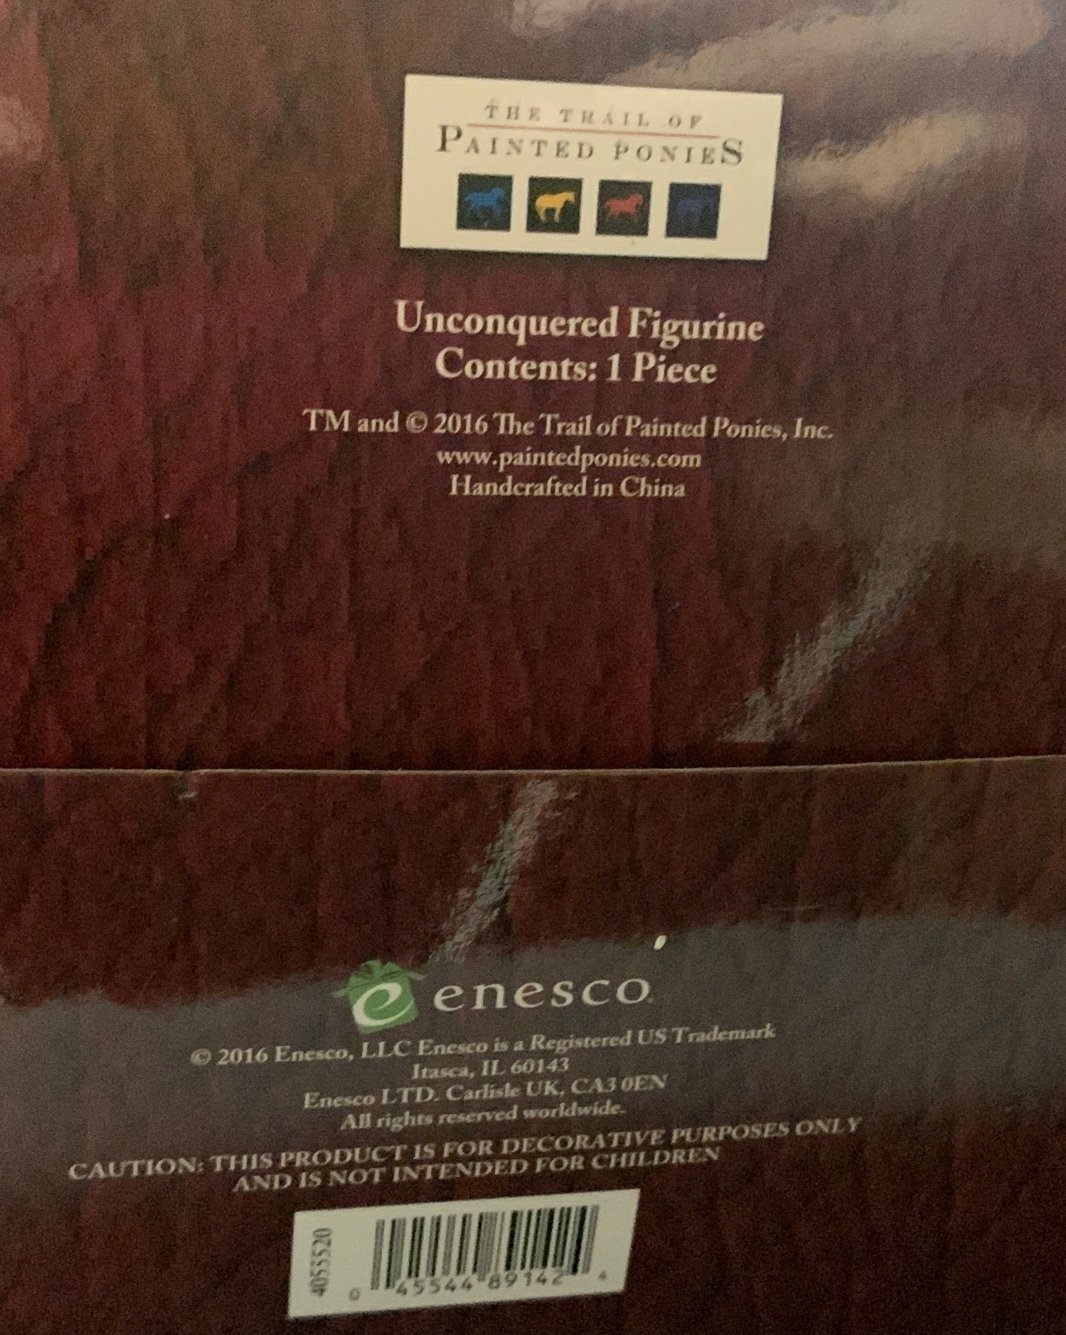 THE TRAIL OF
PAINTED PONIES
Unconquered Figurine
Contents: 1 Piece
TM and © 2016 The Trail of Painted Ponies, Inc.
www.paintedponies.com
Handcrafted in China
enesco
© 2016 Enesco, LLC Enesco is a Registered US Trademark
Itasca, IL 60143
Enesco LTD. Carlisle UK, CA3 0EN
All rights reserved worldwide.
CAUTION: THIS PRODUCT IS FOR DECORATIVE PURPOSES ONLY
AND IS NOT INTENDED FOR CHILDREN
4055520
0 45544 89142 4